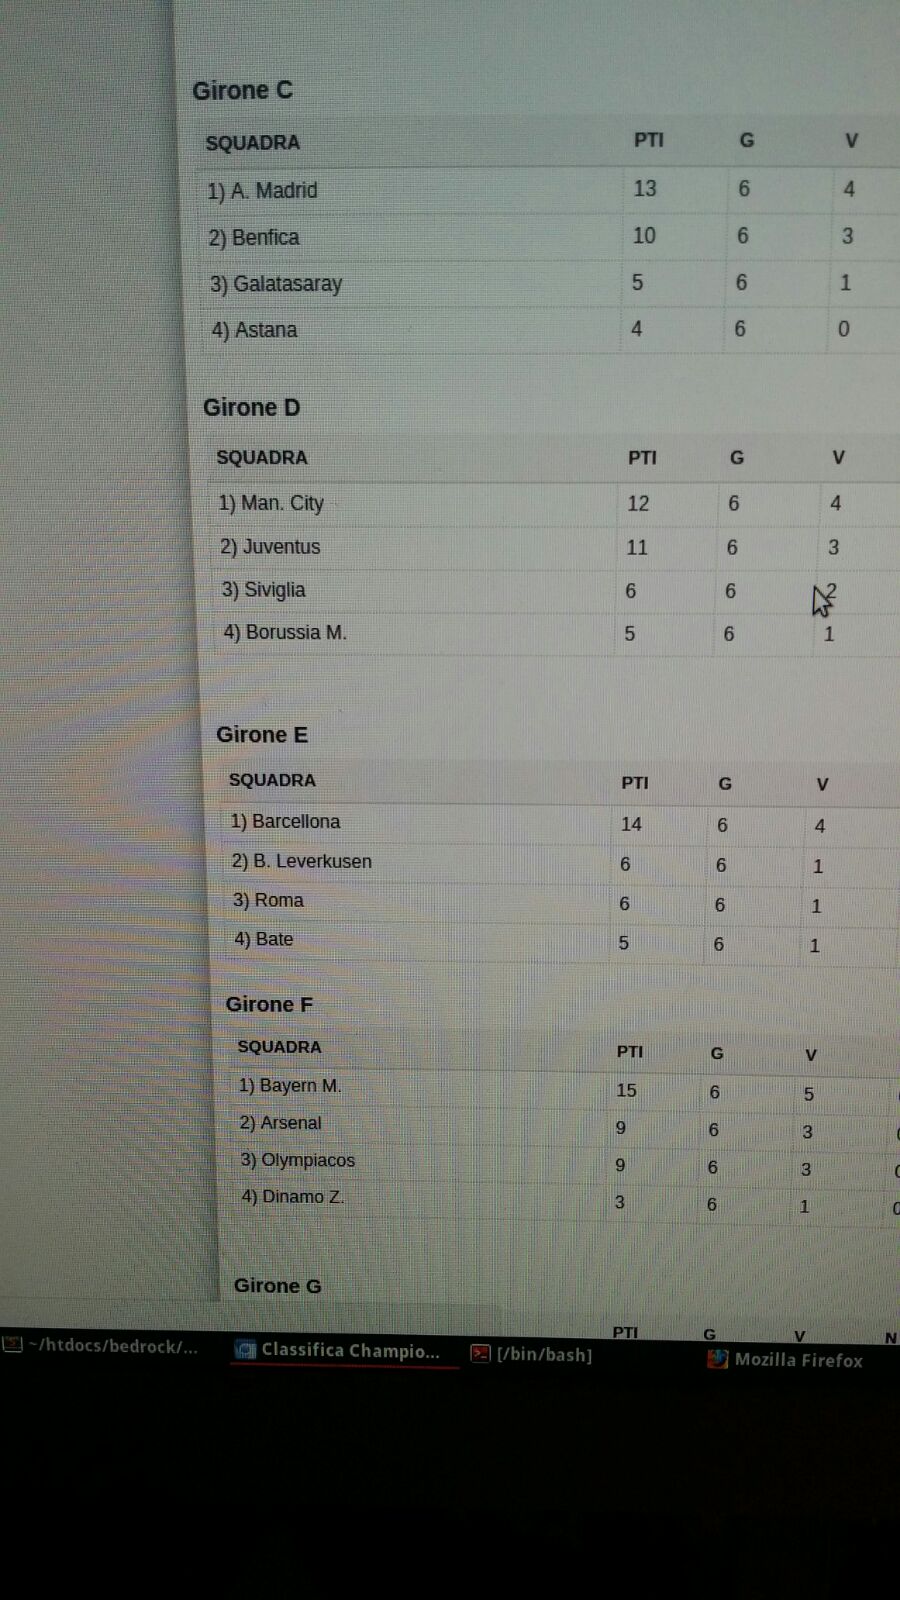 Girone C
SQUADRA PTI G V
1) A. Madrid 13 6 4
2) Benfica 10 6 3
3) Galatasaray 5 6 1
4) Astana 4 6 0
Girone D
SQUADRA PTI G V
1) Man. City 12 6 4
2) Juventus 11 6 3
3) Siviglia 6 6 2
4) Borussia M. 5 6 1
Girone E
SQUADRA PTI G V
1) Barcellona 14 6 4
2) B. Leverkusen 6 6 1
3) Roma 6 6 1
4) Bate 5 6 1
Girone F
SQUADRA PTI G V
1) Bayern M. 15 6 5
2) Arsenal 9 6 3
3) Olympiacos 9 6 3
4) Dinamo Z. 3 6 1
Girone G
PTI G V N
~/htdocs/bedrock/... Classifica Champio... [/bin/bash] Mozilla Firefox